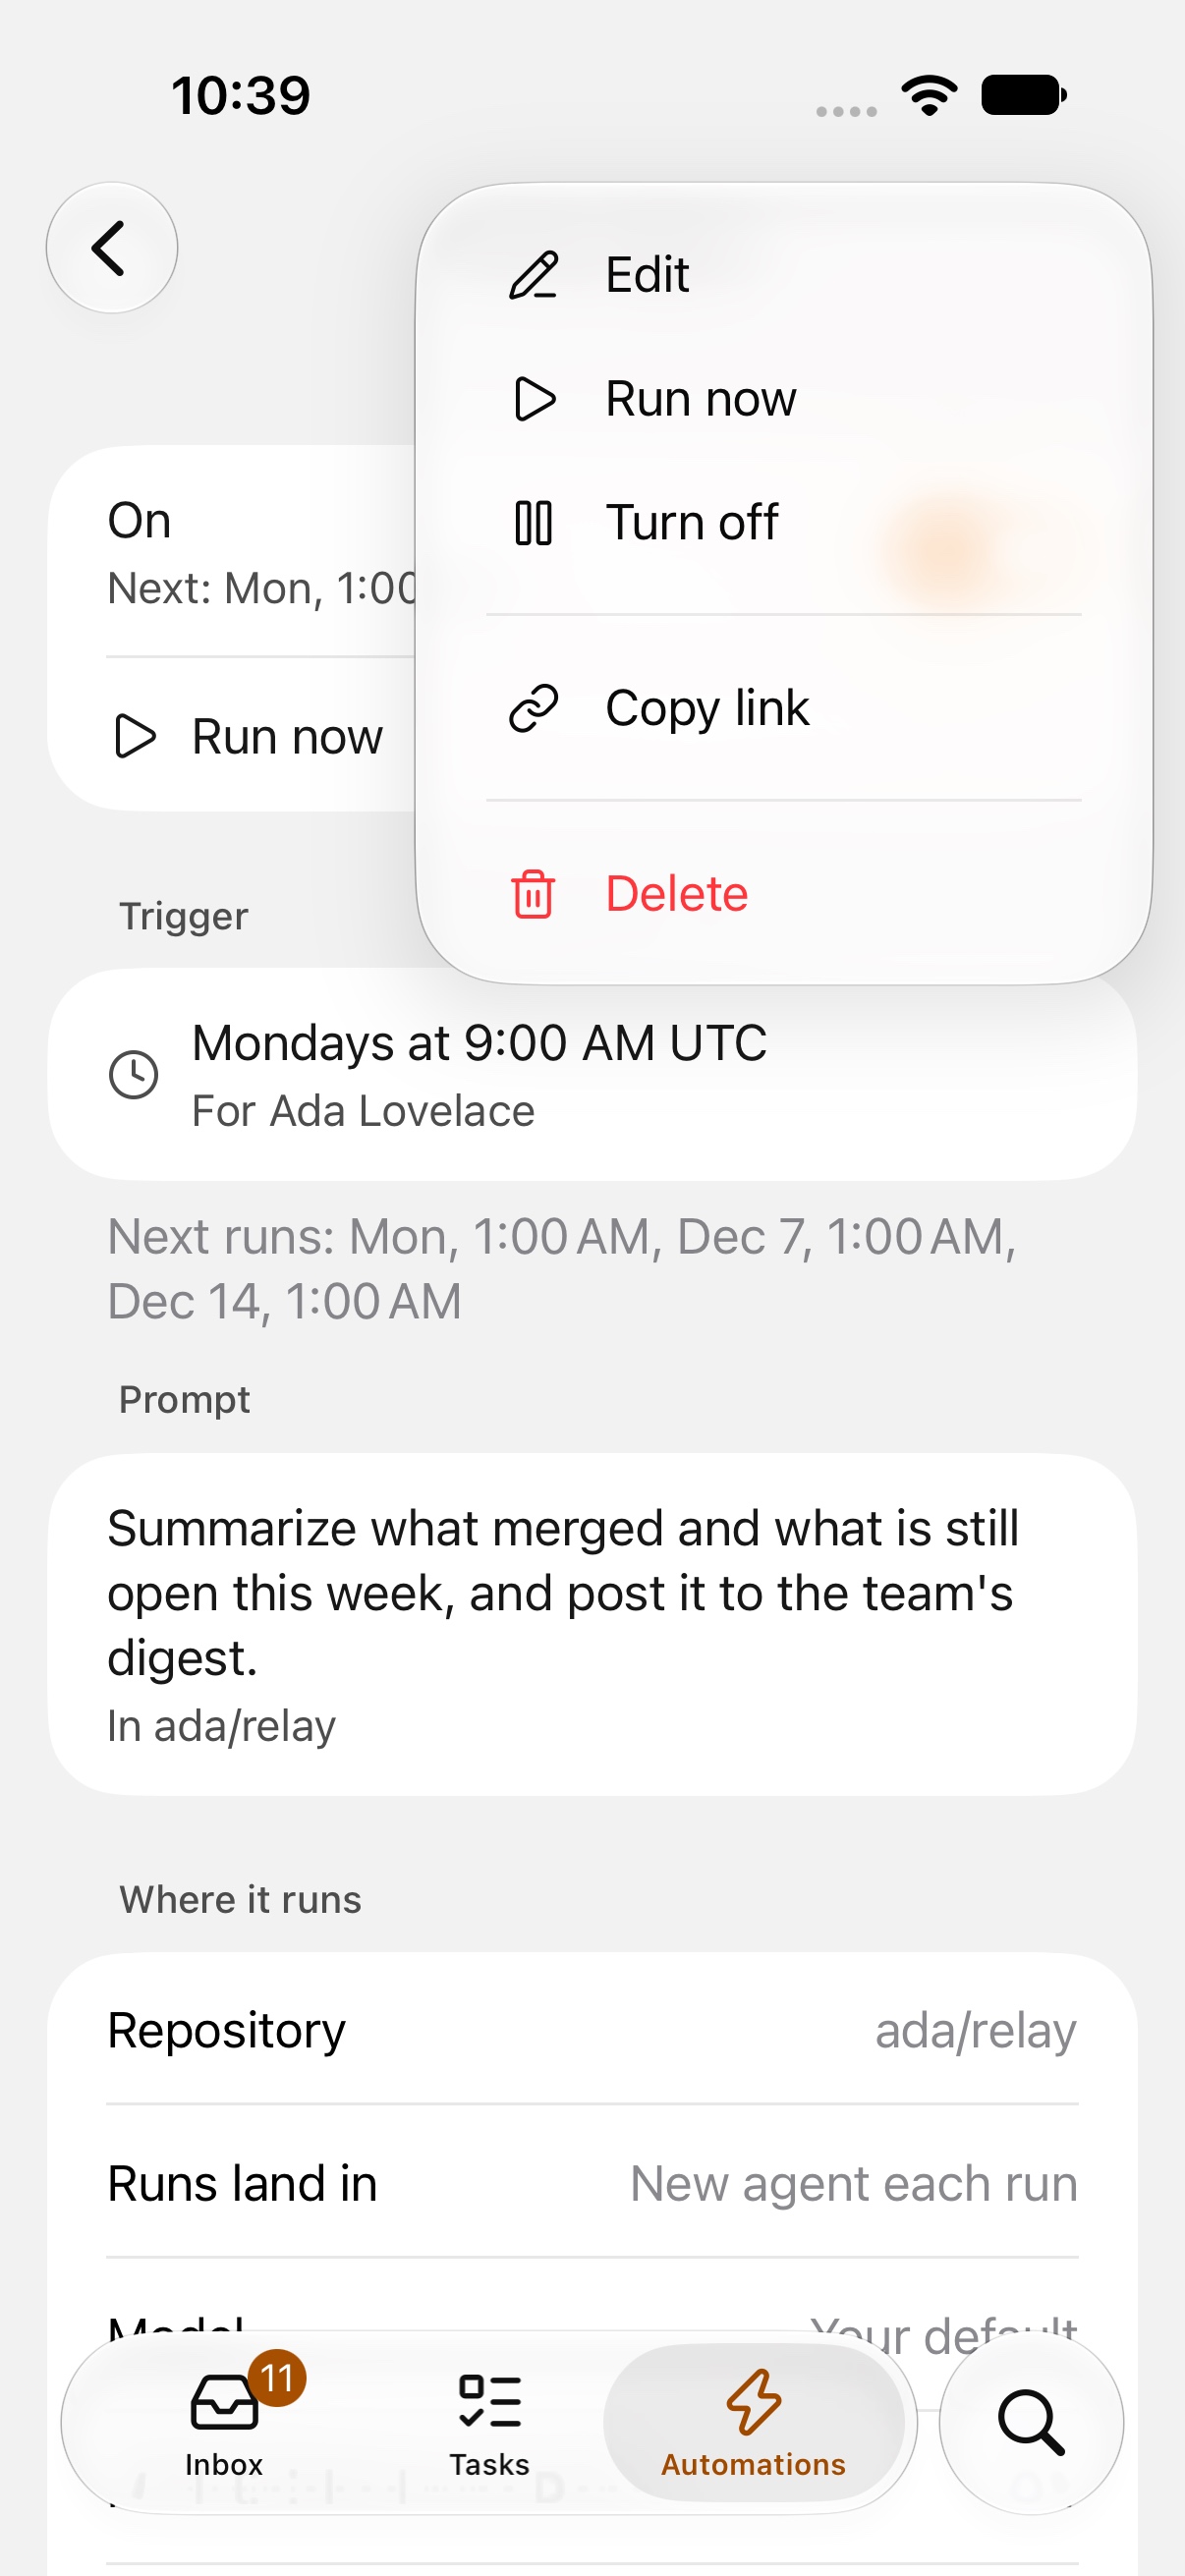 10:39
Edit
Run now
Turn off
Copy link
Delete
On
Next: Mon, 1:00
Run now
Trigger
Mondays at 9:00 AM UTC
For Ada Lovelace
Next runs: Mon, 1:00 AM, Dec 7, 1:00 AM,
Dec 14, 1:00 AM
Prompt
Summarize what merged and what is still
open this week, and post it to the team's
digest.
In ada/relay
Where it runs
Repository
ada/relay
Runs land in
New agent each run
Model
Your default
11
Inbox
Tasks
Automations